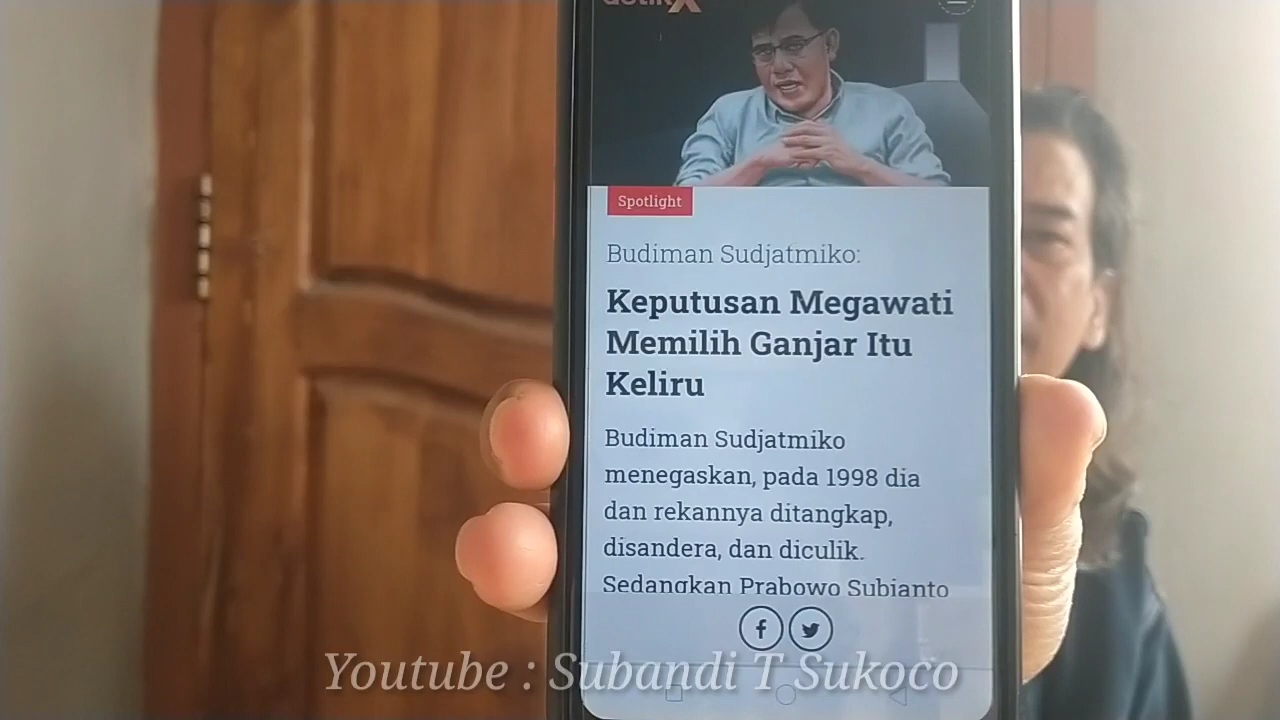 detikX
Spotlight
Budiman Sudjatmiko:
Keputusan Megawati
Memilih Ganjar Itu
Keliru
Budiman Sudjatmiko
menegaskan, pada 1998 dia
dan rekannya ditangkap,
disandera, dan diculik.
Sedangkan Prabowo Subianto
Youtube : Subandi T Sukoco